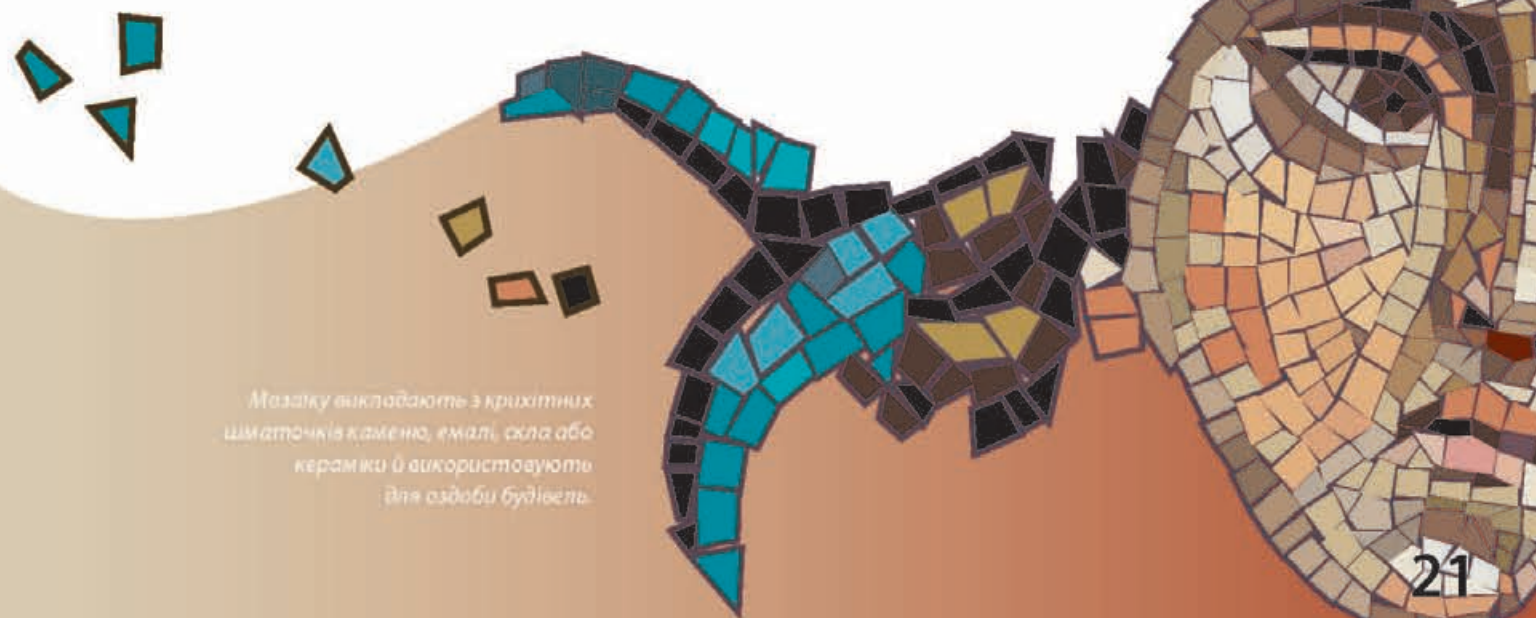 Мозаїку викладають з крихітних
шматочків каменю, емалі, скла або
кераміки й використовують
для оздоби будівель.
21